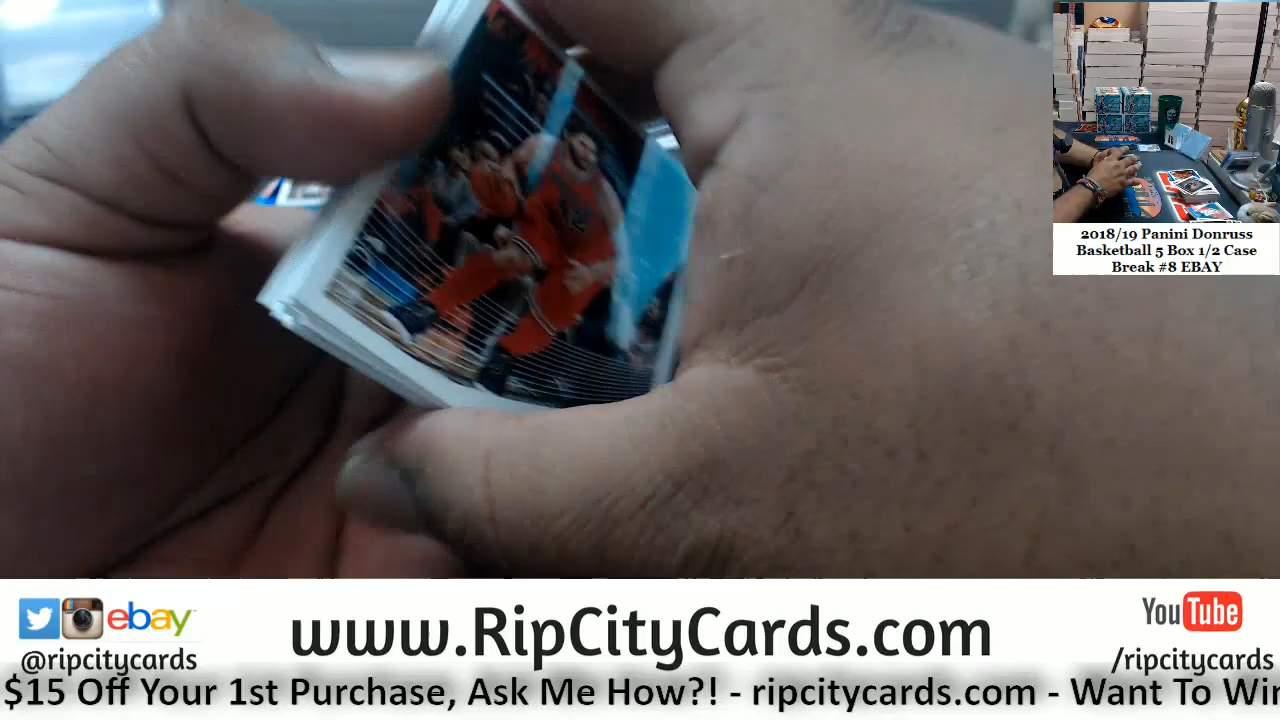 2018/19 Panini Donruss
Basketball 5 Box 1/2 Case
Break #8 EBAY
ebay
@ripcitycards
www.RipCityCards.com
YouTube
/ripcitycards
$15 Off Your 1st Purchase, Ask Me How?! - ripcitycards.com - Want To Win